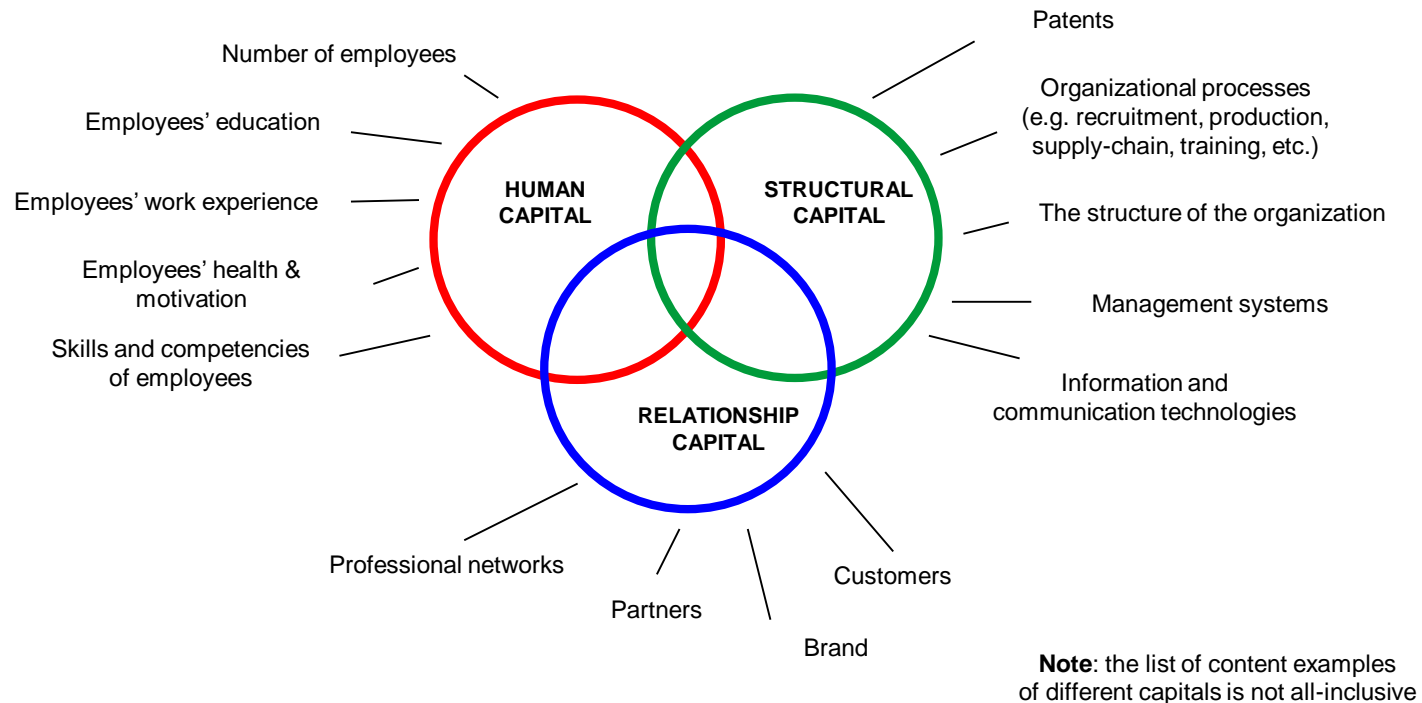 Patents
Number of employees
Organizational processes
(e.g. recruitment, production,
supply-chain, training, etc.)
Employees’ education
HUMAN
CAPITAL
STRUCTURAL
CAPITAL
Employees’ work experience
The structure of the organization
Employees’ health &
motivation
Management systems
Skills and competencies
of employees
Information and
communication technologies
RELATIONSHIP
CAPITAL
Professional networks
Partners
Brand
Customers
Note: the list of content examples
of different capitals is not all-inclusive